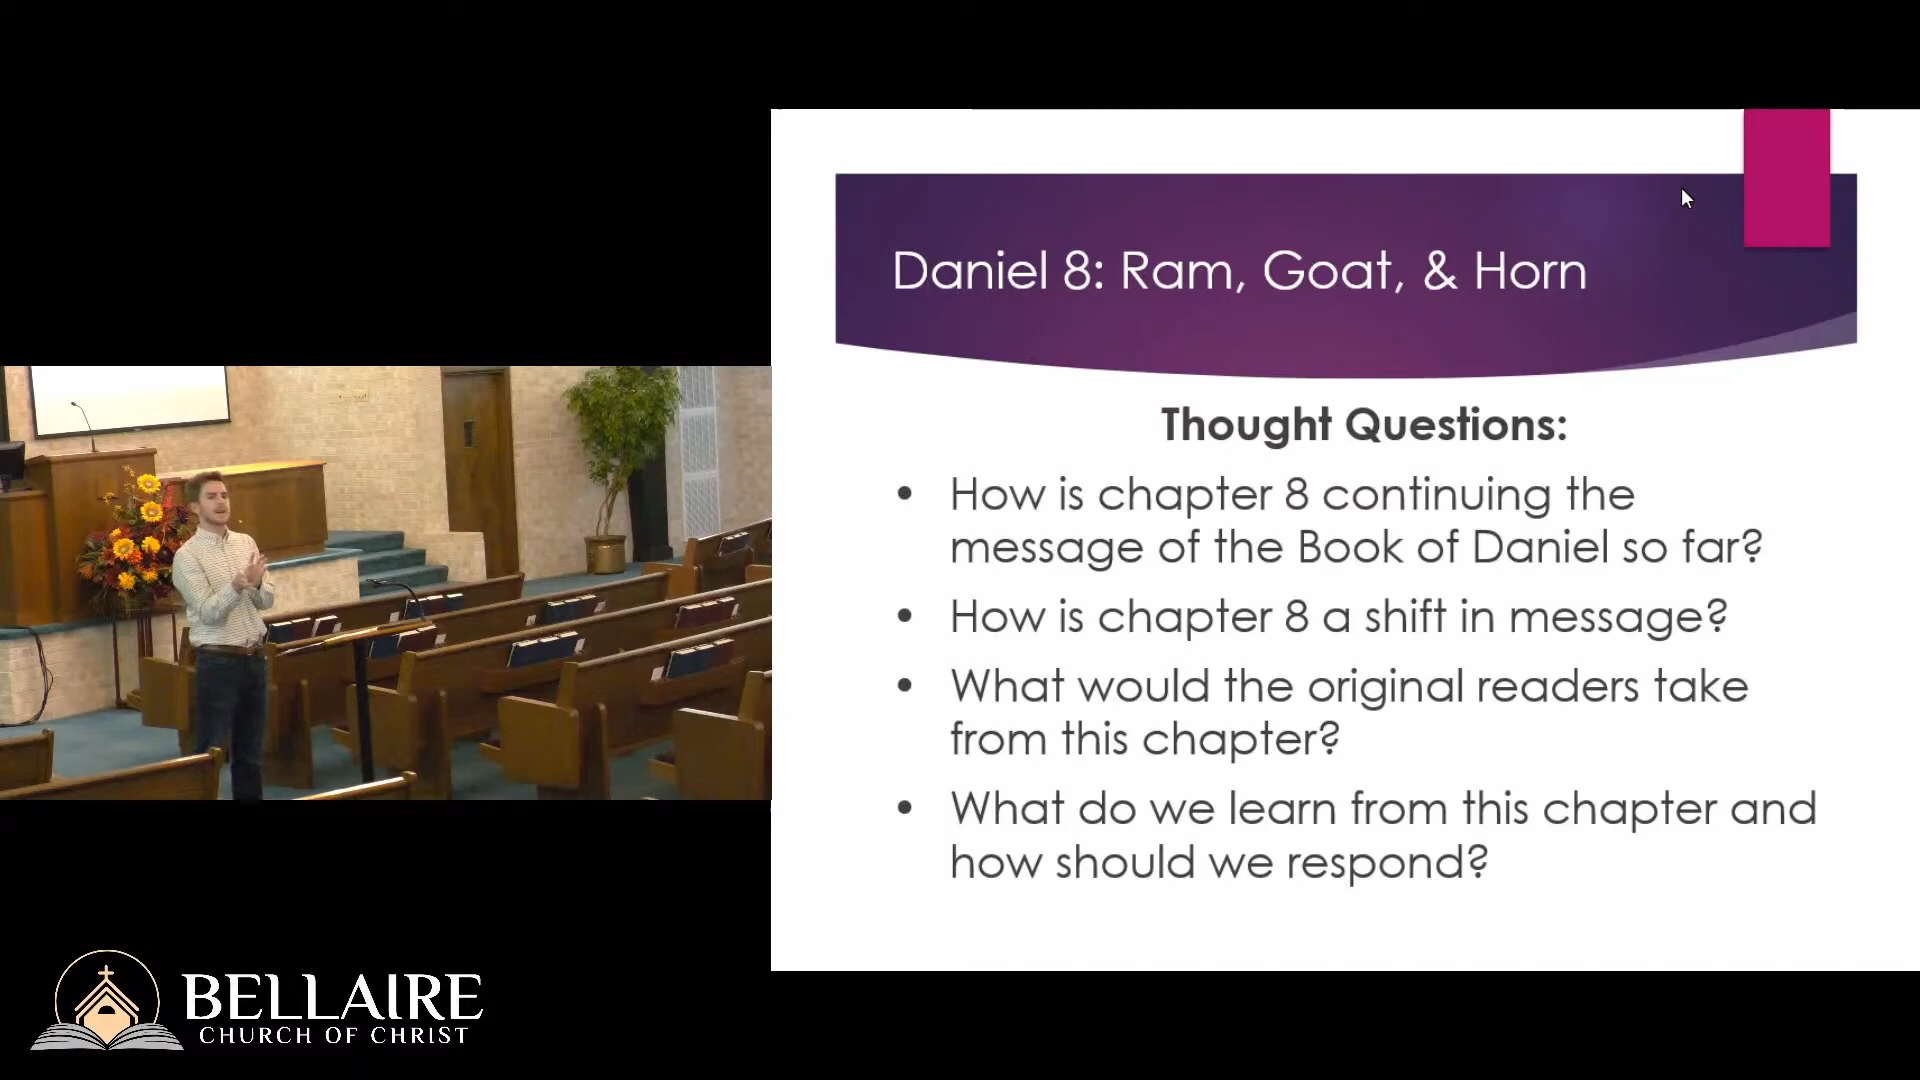 Daniel 8: Ram, Goat, & Horn
Thought Questions:
• How is chapter 8 continuing the
message of the Book of Daniel so far?
• How is chapter 8 a shift in message?
• What would the original readers take
from this chapter?
• What do we learn from this chapter and
how should we respond?
BELLAIRE
CHURCH OF CHRIST